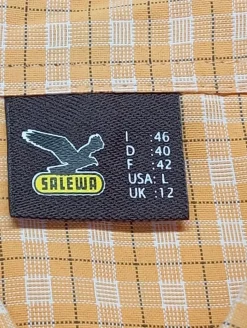 SALEWA
I :46
D :40
F :42
USA: L
UK :12